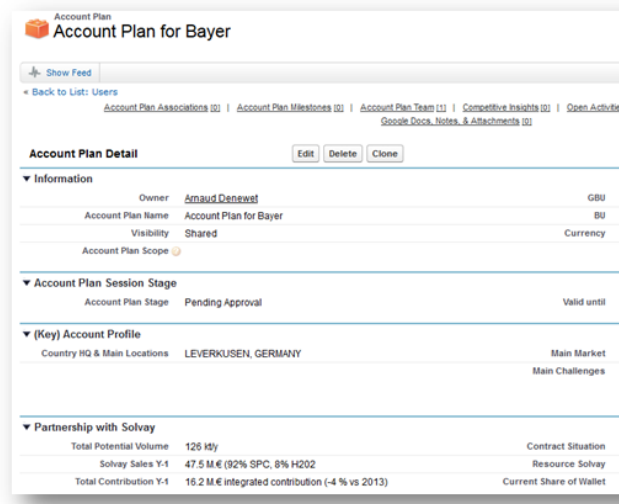 Account Plan
Account Plan for Bayer
Show Feed
« Back to List: Users
Account Plan Associations [0] | Account Plan Milestones [0] | Account Plan Team [1] | Competitive Insights [0] | Open Activitie
Google Docs, Notes, & Attachments [0]
Account Plan Detail Edit Delete Clone
Information
Owner Arnaud Denewet GBU
Account Plan Name Account Plan for Bayer BU
Visibility Shared Currency
Account Plan Scope
Account Plan Session Stage
Account Plan Stage Pending Approval Valid until
(Key) Account Profile
Country HQ & Main Locations LEVERKUSEN, GERMANY Main Market
Main Challenges
Partnership with Solvay
Total Potential Volume 126 kt/y Contract Situation
Solvay Sales Y-1 47.5 M.€ (92% SPC, 8% H202 Resource Solvay
Total Contribution Y-1 16.2 M.€ integrated contribution (-4 % vs 2013) Current Share of Wallet